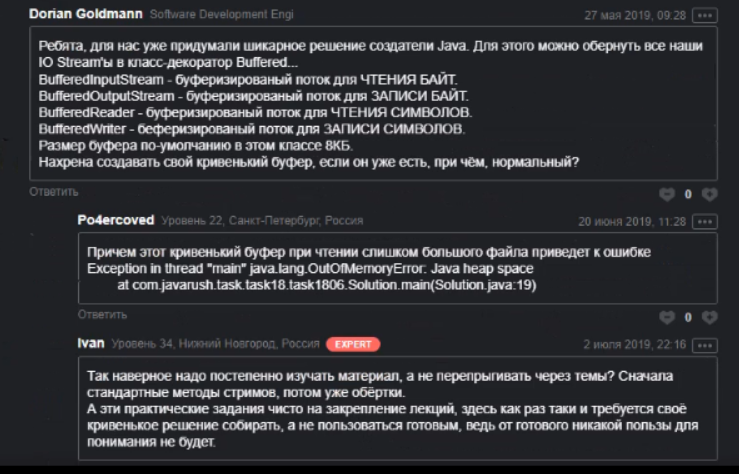 Dorian Goldmann Software Development Engi 27 мая 2019, 09:28
Ребята, для нас уже придумали шикарное решение создатели Java. Для этого можно обернуть все наши
IO Stream'ы в класс-декоратор Buffered...
BufferedInputStream - буферизированый поток для ЧТЕНИЯ БАЙТ.
BufferedOutputStream - буферизированый поток для ЗАПИСИ БАЙТ.
BufferedReader - буферизированый поток для ЧТЕНИЯ СИМВОЛОВ.
BufferedWriter - беферизированый поток для ЗАПИСИ СИМВОЛОВ.
Размер буфера по-умолчанию в этом классе 8КБ.
Нахрена создавать свой кривенький буфер, если он уже есть, при чём, нормальный?
Ответить 0
Po4ercoved Уровень 22, Санкт-Петербург, Россия 20 июня 2019, 11:28
Причем этот кривенький буфер при чтении слишком большого файла приведет к ошибке
Exception in thread "main" java.lang.OutOfMemoryError: Java heap space
at com.javarush.task.task18.task1806.Solution.main(Solution.java:19)
Ответить 0
Ivan Уровень 34, Нижний Новгород, Россия EXPERT 2 июля 2019, 22:16
Так наверное надо постепенно изучать материал, а не перепрыгивать через темы? Сначала
стандартные методы стримов, потом уже обёртки.
А эти практические задания чисто на закрепление лекций, здесь как раз таки и требуется своё
кривенькое решение собирать, а не пользоваться готовым, ведь от готового никакой пользы для
понимания не будет.